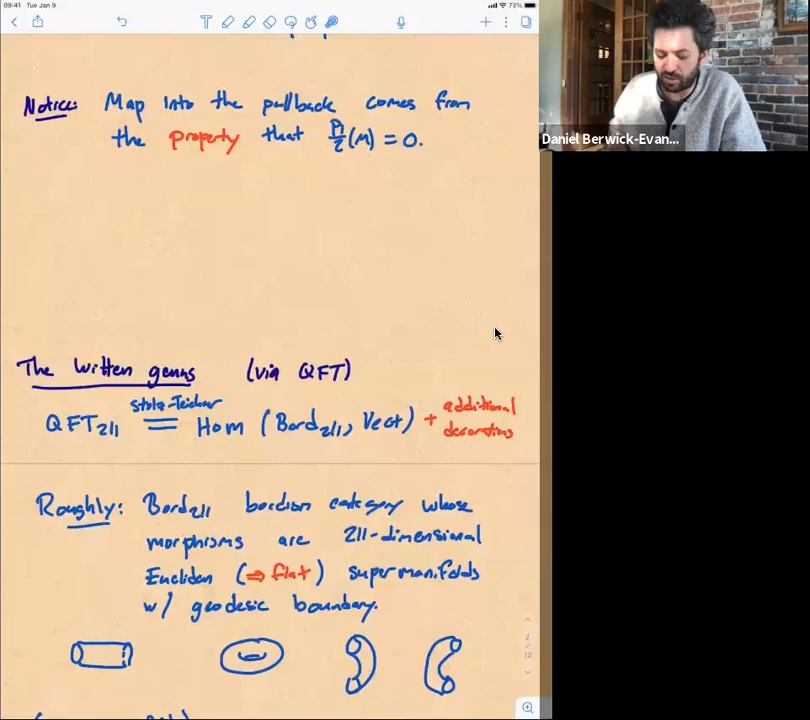 09:41 Tue Jan 9
73%
Notice: Map into the pullback comes from
the property that p₁/2 (M) = 0.
The Witten genus (via QFT)
QFT₂|₁ Stolz-Teichner = Hom (Bord₂|₁, Vect) + additional
decorations
Roughly: Bord₂|₁ bordism category whose
morphisms are 2|1-dimensional
Euclidean (⇒ flat) supermanifolds
w/ geodesic boundary.
2
12
Daniel Berwick-Evan...